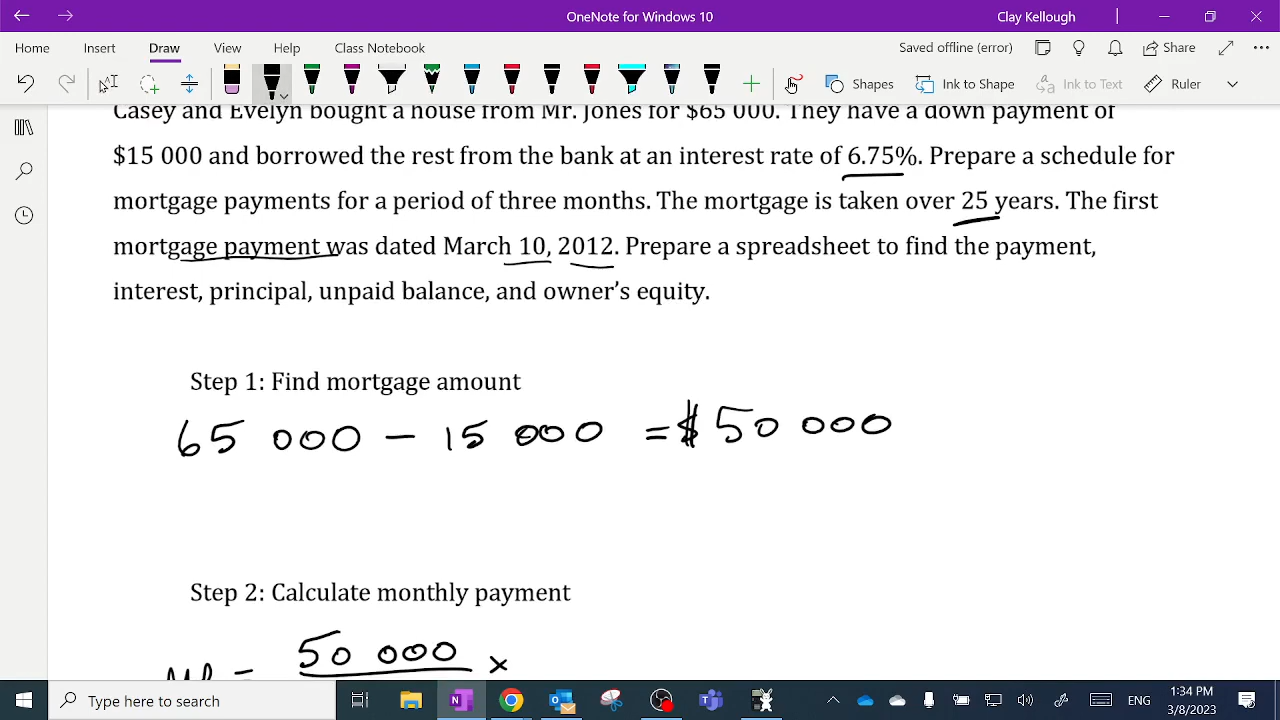 OneNote for Windows 10
Clay Kellough
Home Insert Draw View Help Class Notebook
Saved offline (error)
Share
Shapes
Ink to Shape
Ink to Text
Ruler
Casey and Evelyn bought a house from Mr. Jones for $65 000. They have a down payment of
$15 000 and borrowed the rest from the bank at an interest rate of 6.75%. Prepare a schedule for
mortgage payments for a period of three months. The mortgage is taken over 25 years. The first
mortgage payment was dated March 10, 2012. Prepare a spreadsheet to find the payment,
interest, principal, unpaid balance, and owner's equity.
Step 1: Find mortgage amount
65 000 – 15 000 = $ 50 000
Step 2: Calculate monthly payment
50 000 ×
MP =
Type here to search
ENG
1:34 PM
3/8/2023